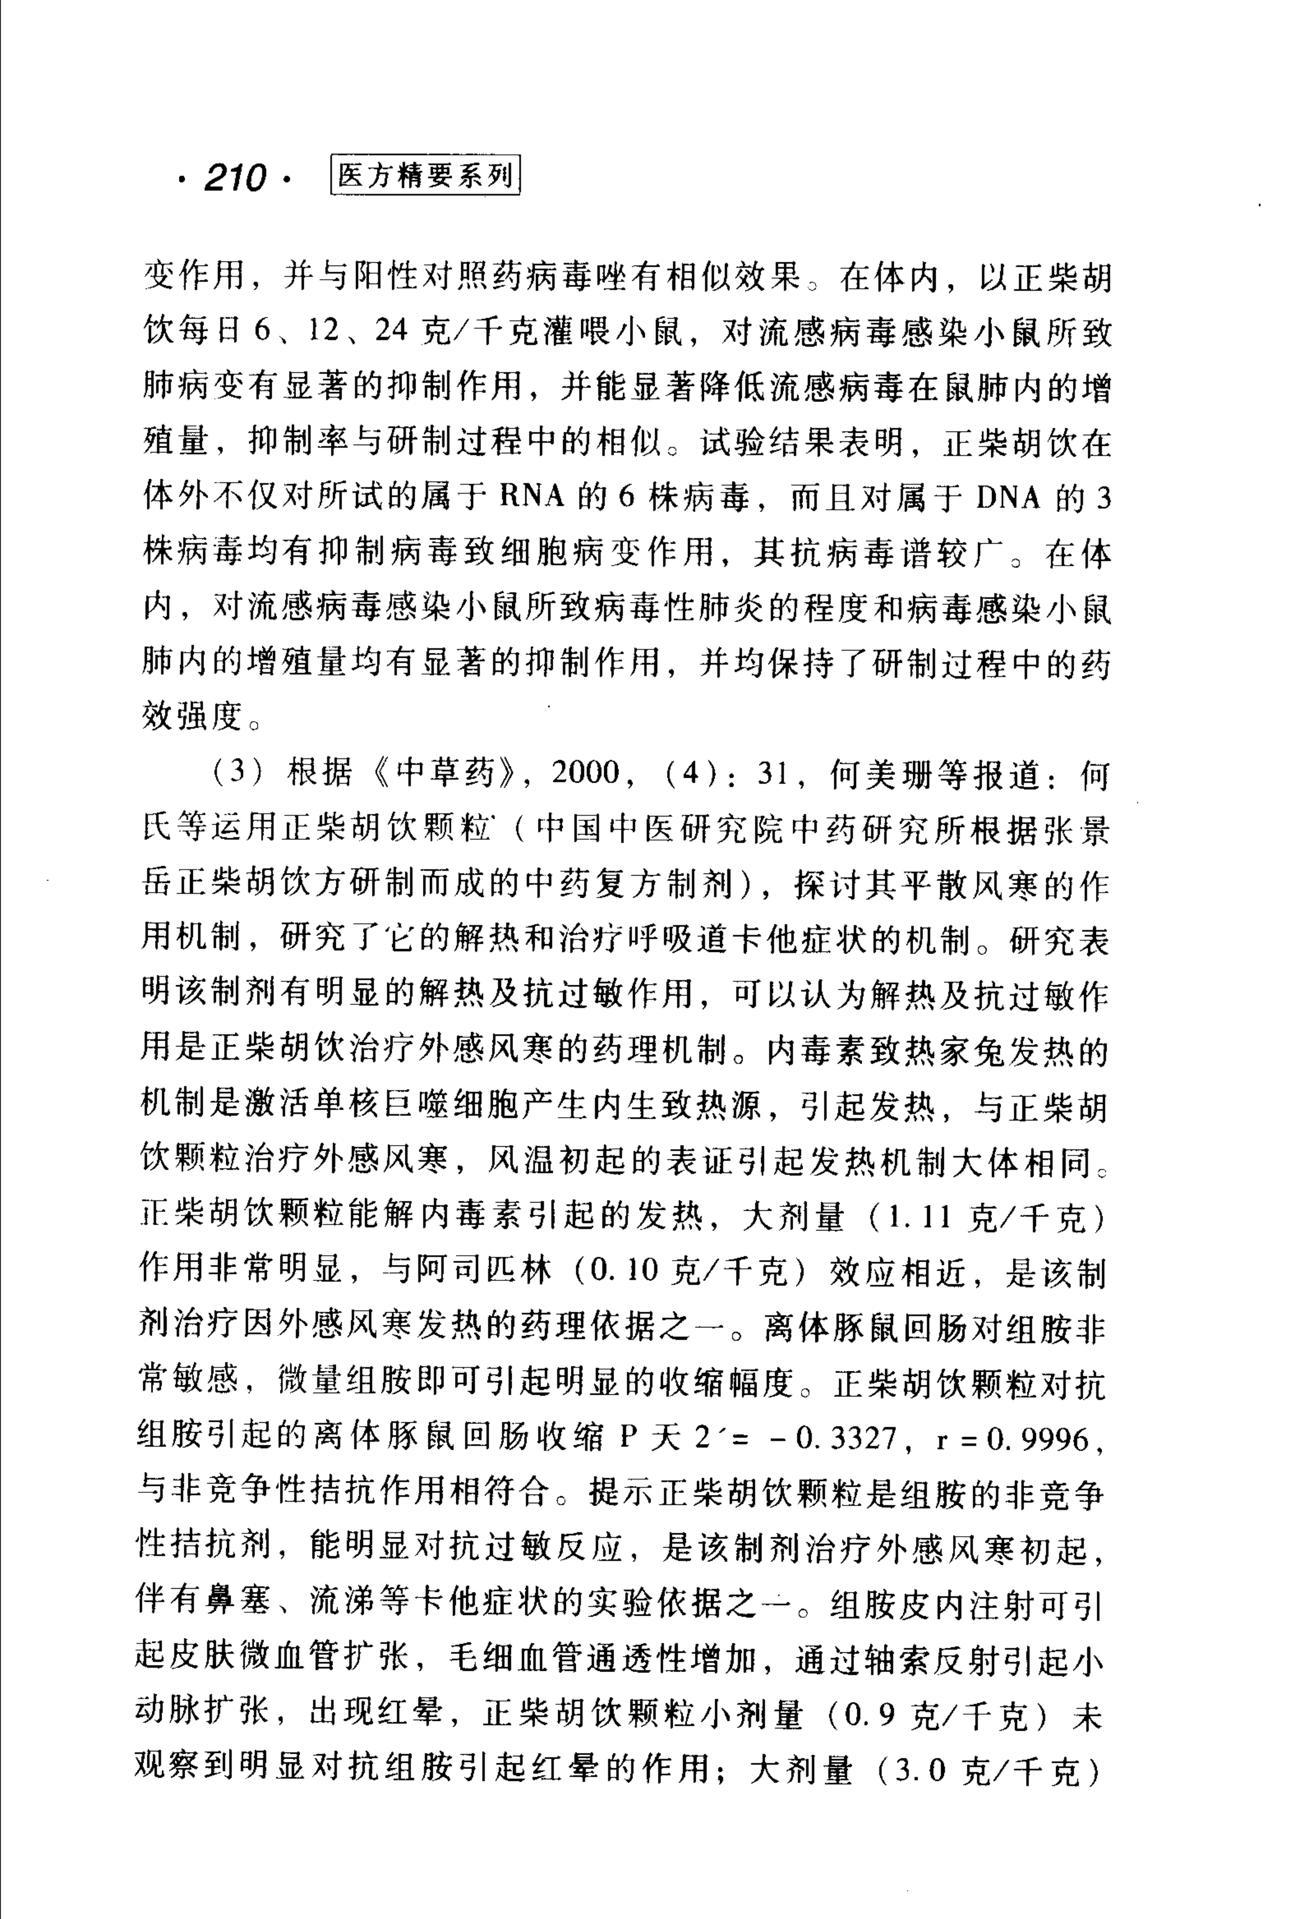 ·210· 医方精要系列
变作用，并与阳性对照药病毒唑有相似效果。在体内，以正柴胡
饮每日6、12、24克/千克灌喂小鼠，对流感病毒感染小鼠所致
肺病变有显著的抑制作用，并能显著降低流感病毒在鼠肺内的增
殖量，抑制率与研制过程中的相似。试验结果表明，正柴胡饮在
体外不仅对所试的属于RNA的6株病毒，而且对属于DNA的3
株病毒均有抑制病毒致细胞病变作用，其抗病毒谱较广。在体
内，对流感病毒感染小鼠所致病毒性肺炎的程度和病毒感染小鼠
肺内的增殖量均有显著的抑制作用，并均保持了研制过程中的药
效强度。
（3）根据《中草药》，2000，（4）：31，何美珊等报道：何
氏等运用正柴胡饮颗粒（中国中医研究院中药研究所根据张景
岳正柴胡饮方研制而成的中药复方制剂），探讨其平散风寒的作
用机制，研究了它的解热和治疗呼吸道卡他症状的机制。研究表
明该制剂有明显的解热及抗过敏作用，可以认为解热及抗过敏作
用是正柴胡饮治疗外感风寒的药理机制。内毒素致热家兔发热的
机制是激活单核巨噬细胞产生内生致热源，引起发热，与正柴胡
饮颗粒治疗外感风寒，风温初起的表证引起发热机制大体相同。
正柴胡饮颗粒能解内毒素引起的发热，大剂量（1.11克/千克）
作用非常明显，与阿司匹林（0.10克/千克）效应相近，是该制
剂治疗因外感风寒发热的药理依据之一。离体豚鼠回肠对组胺非
常敏感，微量组胺即可引起明显的收缩幅度。正柴胡饮颗粒对抗
组胺引起的离体豚鼠回肠收缩P天2´=－0.3327，r=0.9996，
与非竞争性拮抗作用相符合。提示正柴胡饮颗粒是组胺的非竞争
性拮抗剂，能明显对抗过敏反应，是该制剂治疗外感风寒初起，
伴有鼻塞、流涕等卡他症状的实验依据之一。组胺皮内注射可引
起皮肤微血管扩张，毛细血管通透性增加，通过轴索反射引起小
动脉扩张，出现红晕，正柴胡饮颗粒小剂量（0.9克/千克）未
观察到明显对抗组胺引起红晕的作用；大剂量（3.0克/千克）